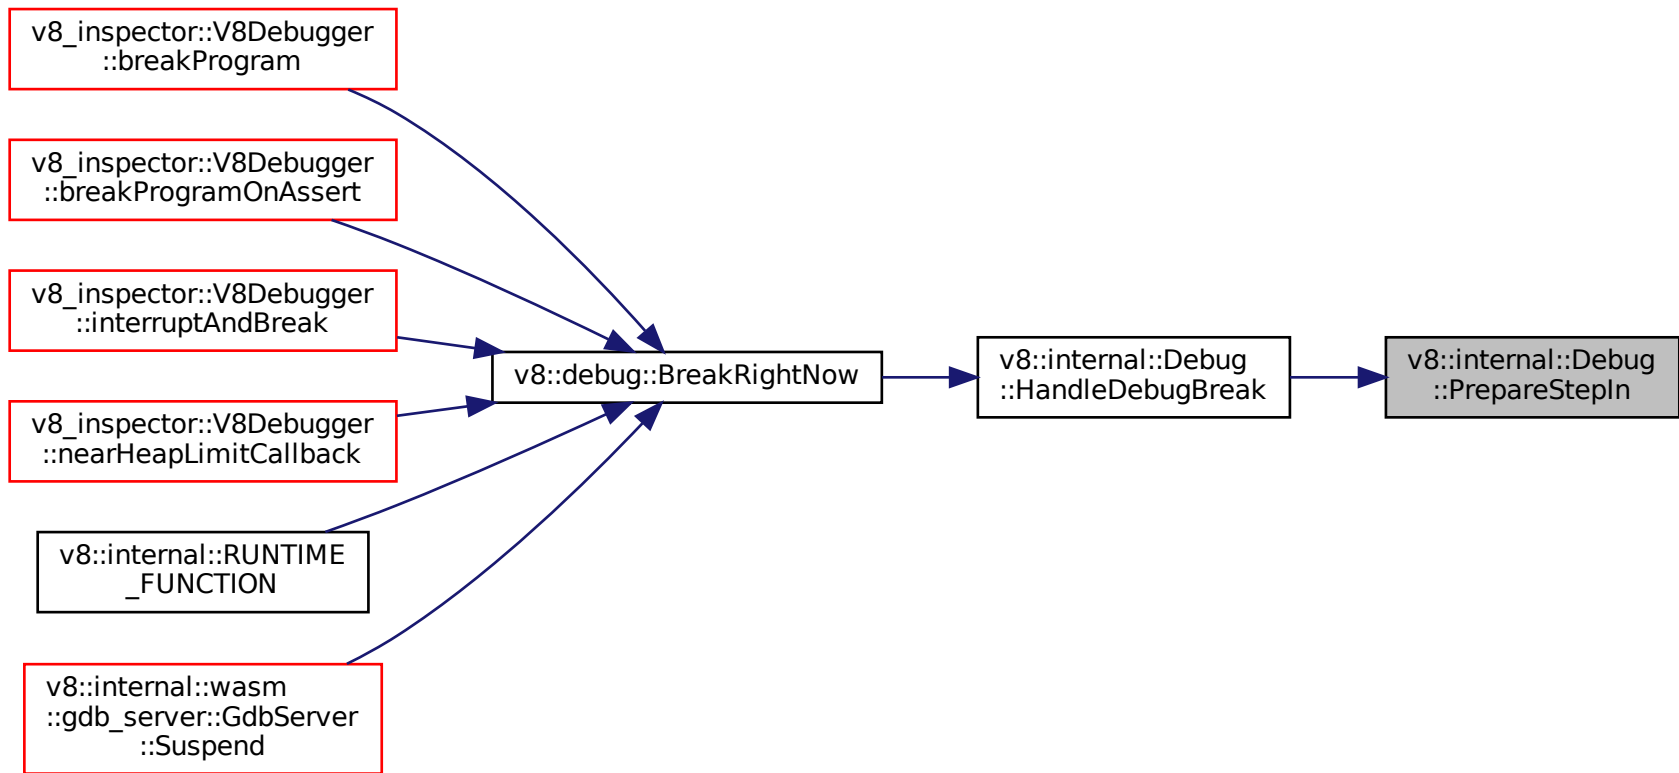 v8_inspector::V8Debugger
::breakProgram
v8_inspector::V8Debugger
::breakProgramOnAssert
v8_inspector::V8Debugger
::interruptAndBreak
v8_inspector::V8Debugger
::nearHeapLimitCallback
v8::internal::RUNTIME
_FUNCTION
v8::internal::wasm
::gdb_server::GdbServer
::Suspend
v8::debug::BreakRightNow
v8::internal::Debug
::HandleDebugBreak
v8::internal::Debug
::PrepareStepIn